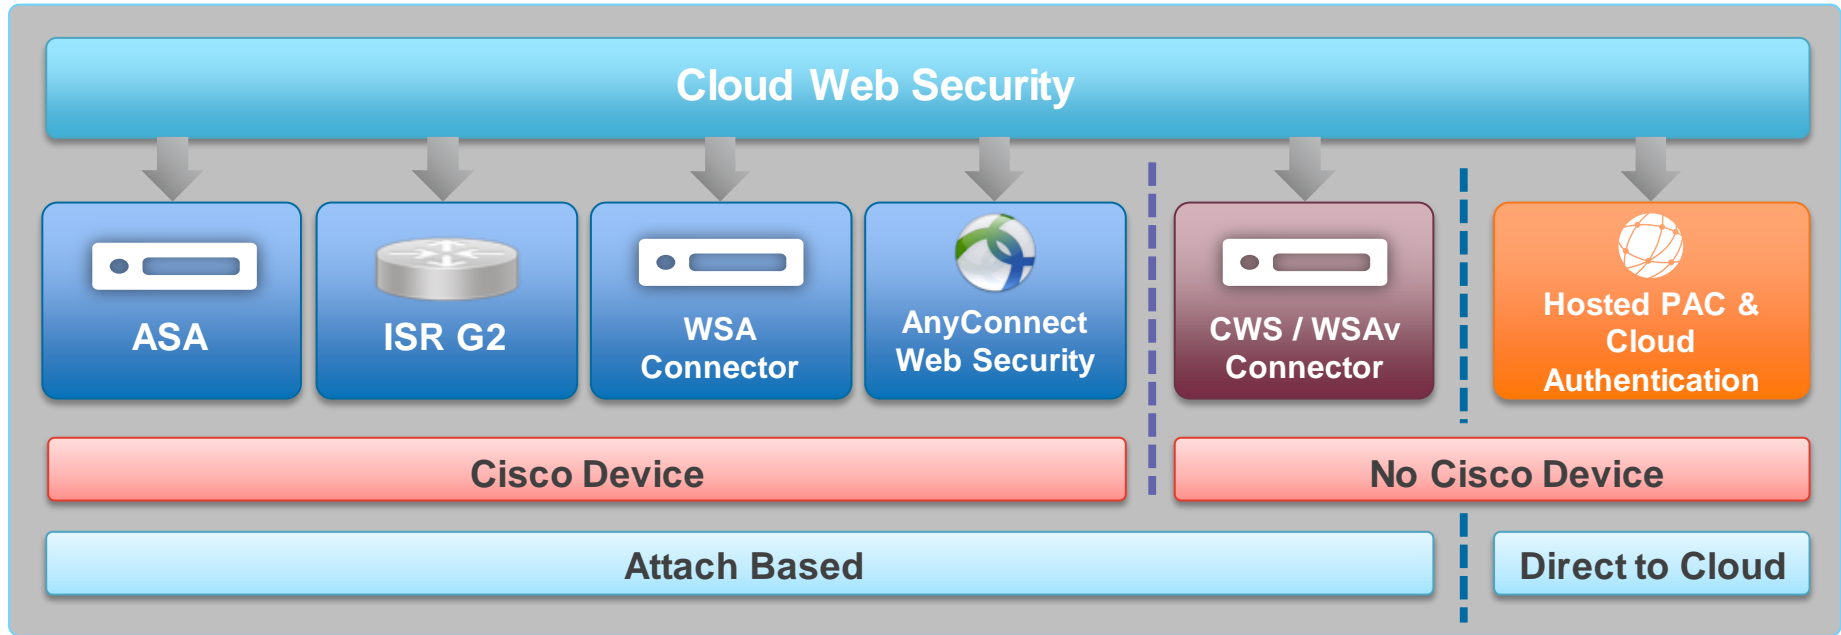 Cloud Web Security
ASA
ISR G2
WSA
Connector
AnyConnect
Web Security
CWS / WSAv
Connector
Hosted PAC &
Cloud
Authentication
Cisco Device
No Cisco Device
Attach Based
Direct to Cloud